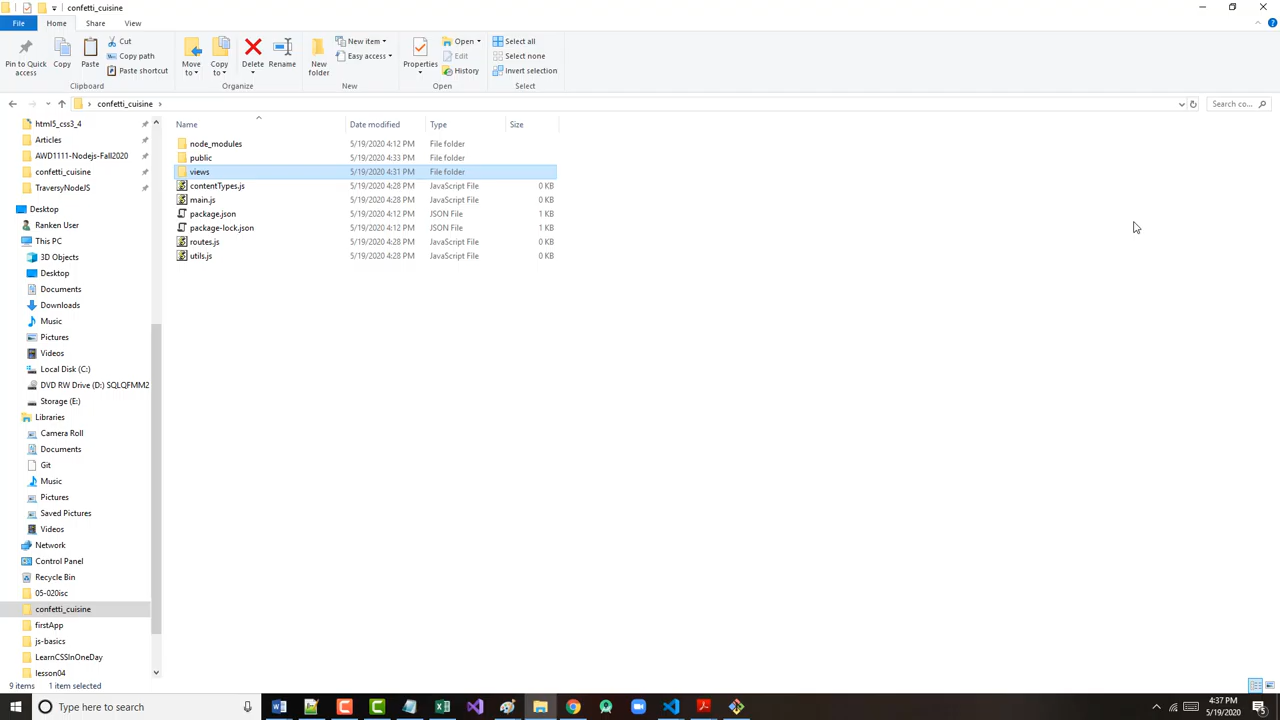 confetti_cuisine
File Home Share View
Pin to Quick access
Copy
Paste
Cut
Copy path
Paste shortcut
Clipboard
Move to
Copy to
Delete
Rename
Organize
New folder
New item
Easy access
New
Properties
Open
Edit
History
Open
Select all
Select none
Invert selection
Select
confetti_cuisine
Search co...
html5_css3_4
Articles
AWD1111-Nodejs-Fall2020
confetti_cuisine
TraversyNodeJS
Desktop
Ranken User
This PC
3D Objects
Desktop
Documents
Downloads
Music
Pictures
Videos
Local Disk (C:)
DVD RW Drive (D:) SQLQFMM2
Storage (E:)
Libraries
Camera Roll
Documents
Git
Music
Pictures
Saved Pictures
Videos
Network
Control Panel
Recycle Bin
05-020isc
confetti_cuisine
firstApp
js-basics
LearnCSSInOneDay
lesson04
Name Date modified Type Size
node_modules 5/19/2020 4:12 PM File folder
public 5/19/2020 4:33 PM File folder
views 5/19/2020 4:31 PM File folder
contentTypes.js 5/19/2020 4:28 PM JavaScript File 0 KB
main.js 5/19/2020 4:28 PM JavaScript File 0 KB
package.json 5/19/2020 4:12 PM JSON File 1 KB
package-lock.json 5/19/2020 4:12 PM JSON File 1 KB
routes.js 5/19/2020 4:28 PM JavaScript File 0 KB
utils.js 5/19/2020 4:28 PM JavaScript File 0 KB
9 items 1 item selected
Type here to search
4:37 PM
5/19/2020
5